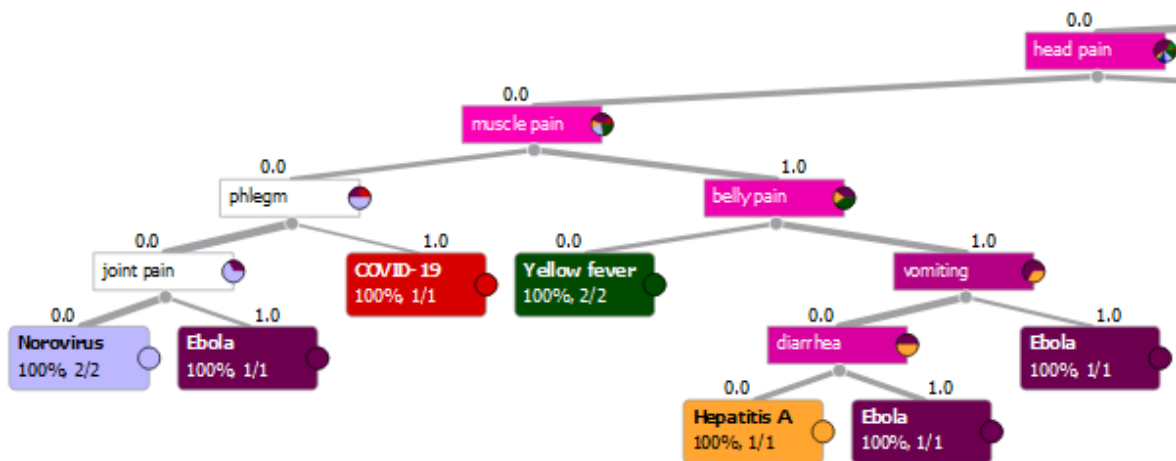 0.0
head pain
0.0
muscle pain
0.0
1.0
phlegm
belly pain
0.0
1.0
0.0
1.0
joint pain
COVID-19
100%, 1/1
Yellow fever
100%, 2/2
vomiting
0.0
1.0
0.0
1.0
Norovirus
100%, 2/2
Ebola
100%, 1/1
diarrhea
Ebola
100%, 1/1
0.0
1.0
Hepatitis A
100%, 1/1
Ebola
100%, 1/1